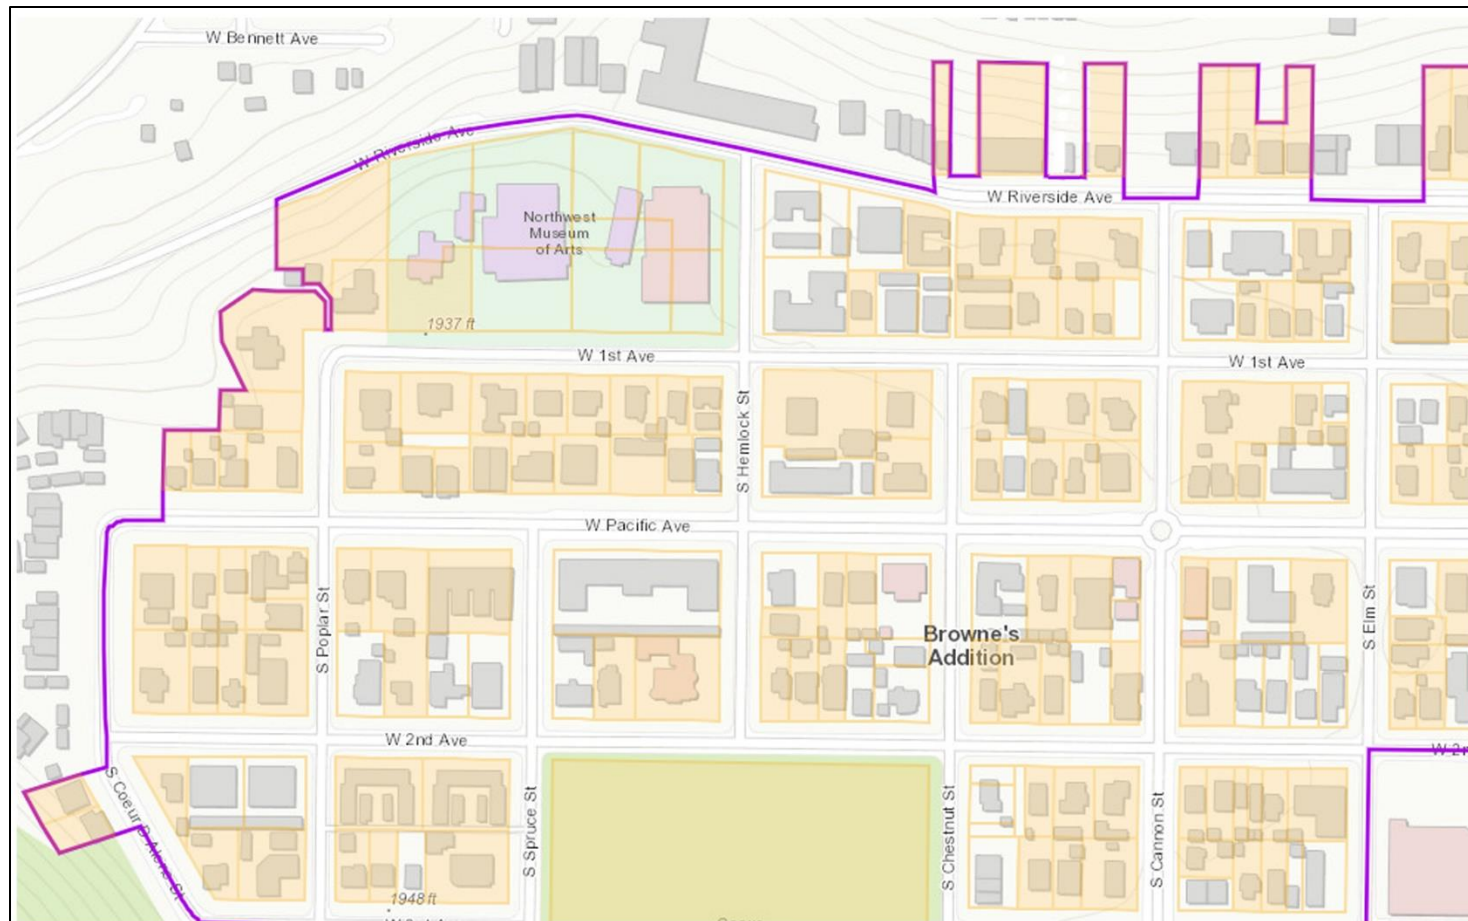 W Bennett Ave
W Riverside Ave
W Riverside Ave
Northwest
Museum
of Arts
1937 ft
W 1st Ave
W 1st Ave
S Hemlock St
W Pacific Ave
S Poplar St
S Elm St
Browne's
Addition
W 2nd Ave
S Coeur D Alene St
S Spruce St
S Chestnut St
S Cannon St
1948 ft